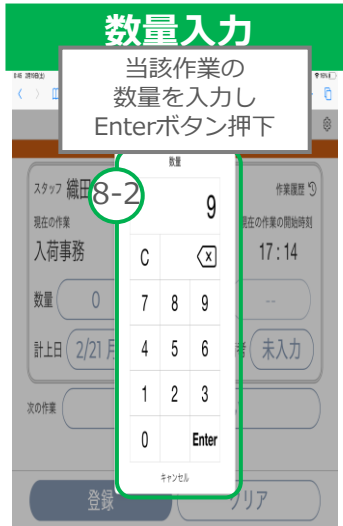 数量入力
当該作業の
数量を入力し
Enterボタン押下
数量
8-2
9
スタッフ 織田
作業履歴
現在の作業
現在の作業の開始時刻
入荷事務
17:14
C
数量 0
7 8 9
--
計上日 2/21 月
4 5 6
未入力
次の作業
1 2 3
0 Enter
キャンセル
登録
クリア